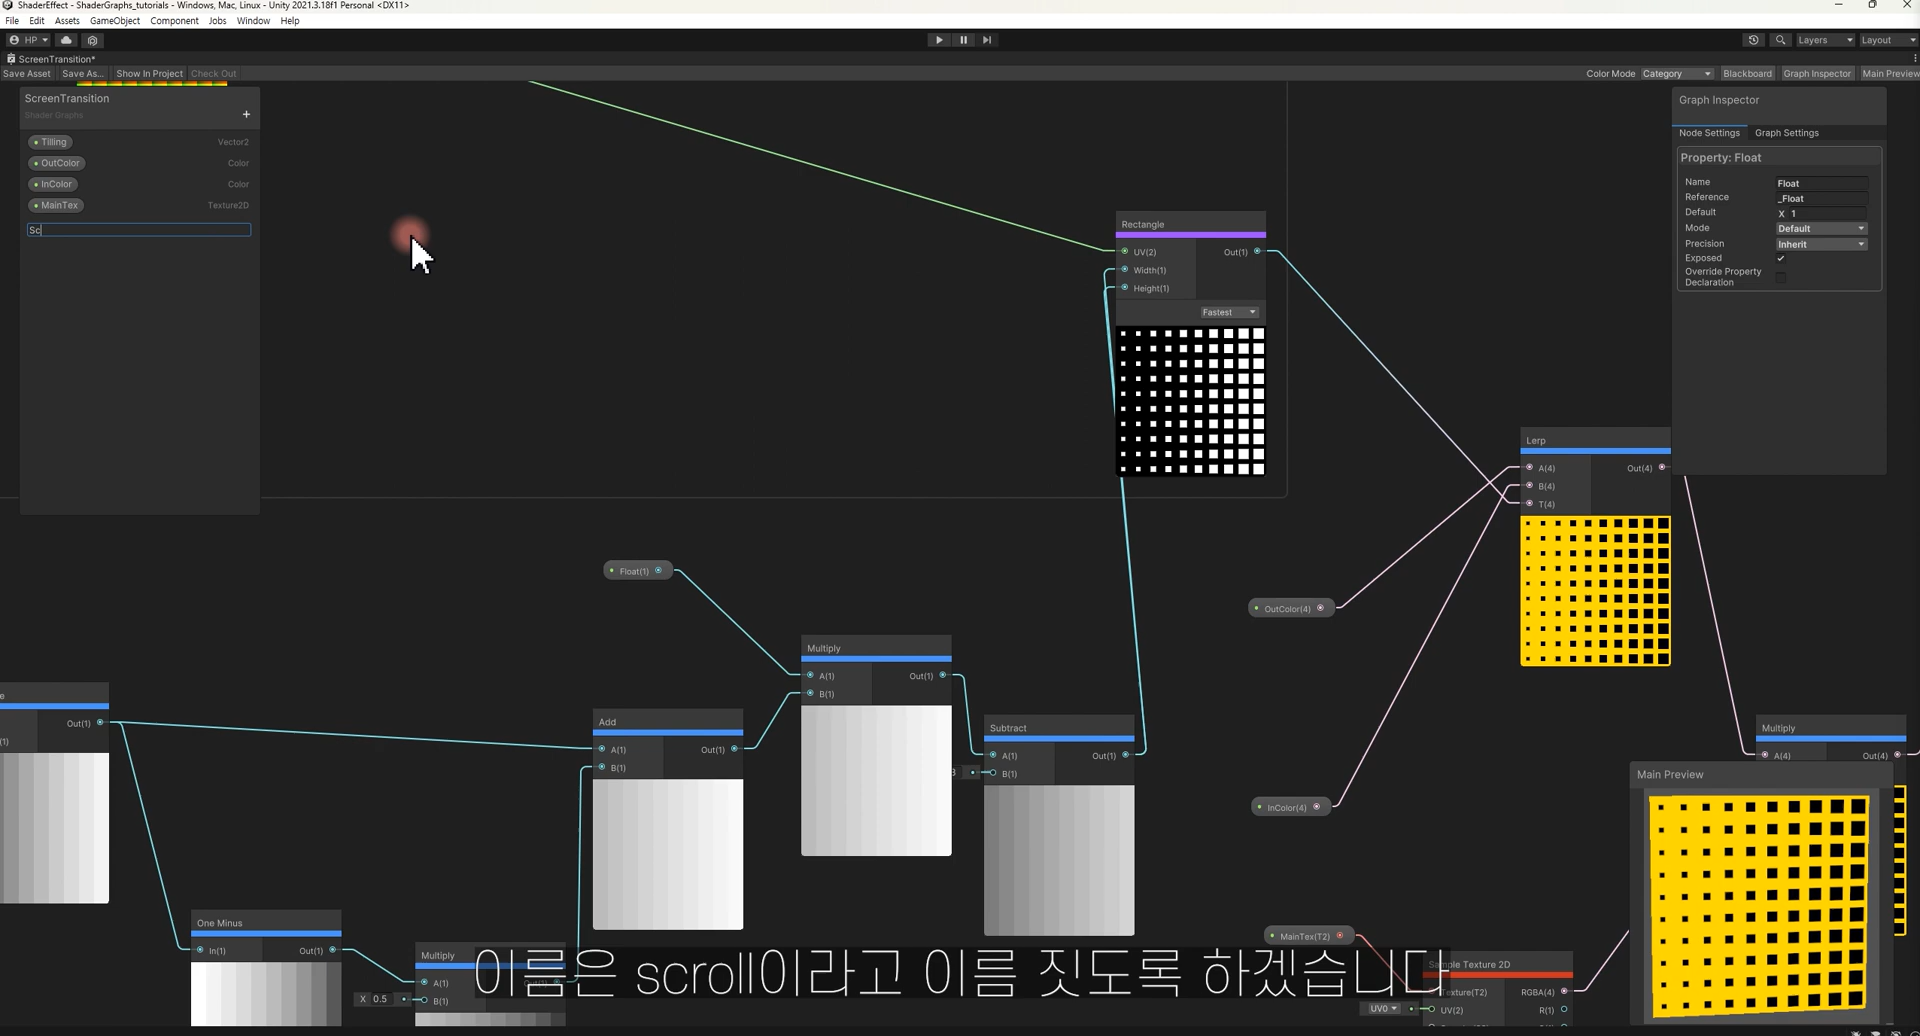 ShaderEffect - ShaderGraphs_tutorials - Windows, Mac, Linux - Unity 2021.3.18f1 Personal <DX11>
File Edit Assets GameObject Component Jobs Window Help
HP Layers Layout
ScreenTransition*
Save Asset Save As... Show In Project Check Out Color Mode Category Blackboard Graph Inspector Main Preview
ScreenTransition
Shader Graphs
+
Tilling Vector2
OutColor Color
InColor Color
MainTex Texture2D
Sc
Graph Inspector
Node Settings Graph Settings
Property: Float
Name Float
Reference _Float
Default X 1
Mode Default
Precision Inherit
Exposed
Override Property
Declaration
Rectangle
UV(2) Out(1)
Width(1)
Height(1)
Fastest
Lerp
A(4) Out(4)
B(4)
T(4)
Float(1)
OutColor(4)
Multiply
A(1) Out(1)
B(1)
e
Out(1)
(1)
Add
A(1) Out(1)
B(1)
Subtract
A(1) Out(1)
3 B(1)
Multiply
A(4) Out(4)
Main Preview
InColor(4)
One Minus
In(1) Out(1)
Multiply
A(1)
X 0.5 B(1)
MainTex(T2)
Sample Texture 2D
Texture(T2) RGBA(4)
UV0 UV(2) R(1)
이름은 scroll이라고 이름 짓도록 하겠습니다